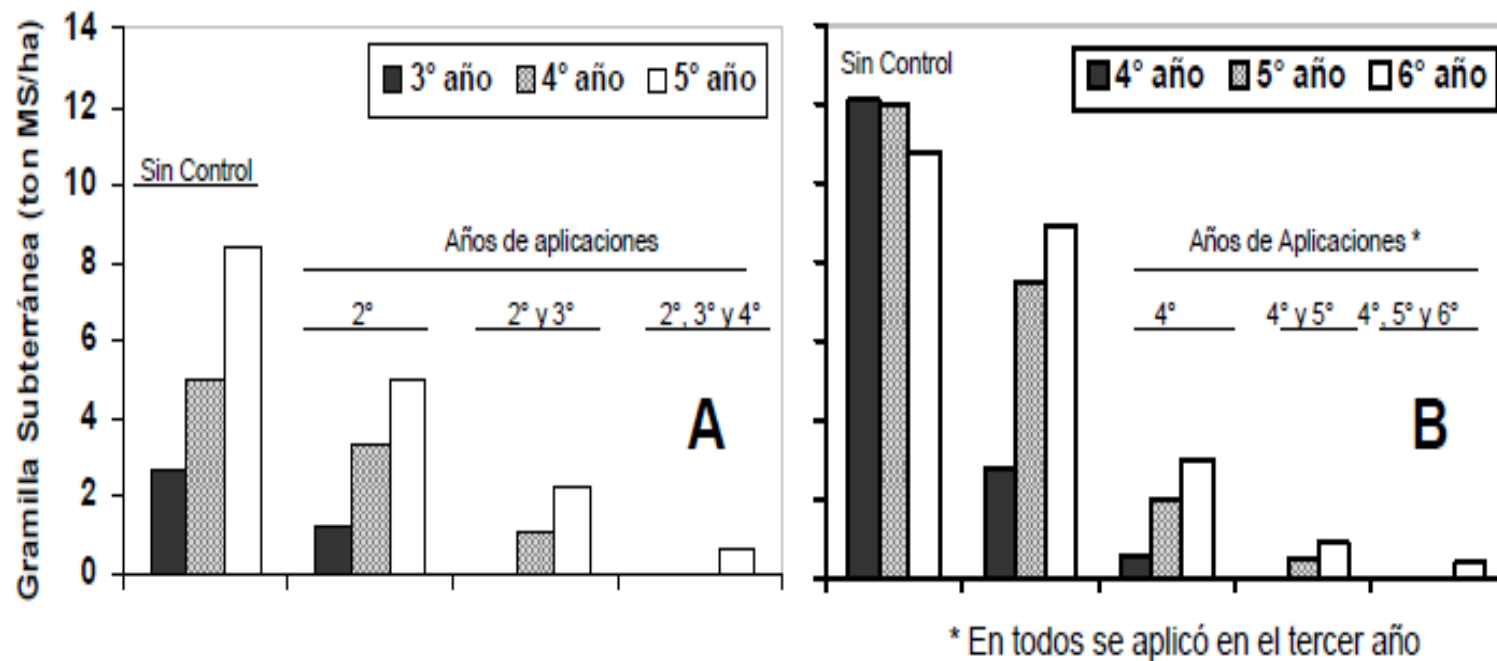 Gramilla Subterránea (ton MS/ha)
14
12
10
8
6
4
2
0
3° año 4° año 5° año
Sin Control
Años de aplicaciones
2° 2° y 3° 2°, 3° y 4°
A
Sin Control
4° año 5° año 6° año
Años de Aplicaciones *
4° 4° y 5° 4°, 5° y 6°
B
* En todos se aplicó en el tercer año